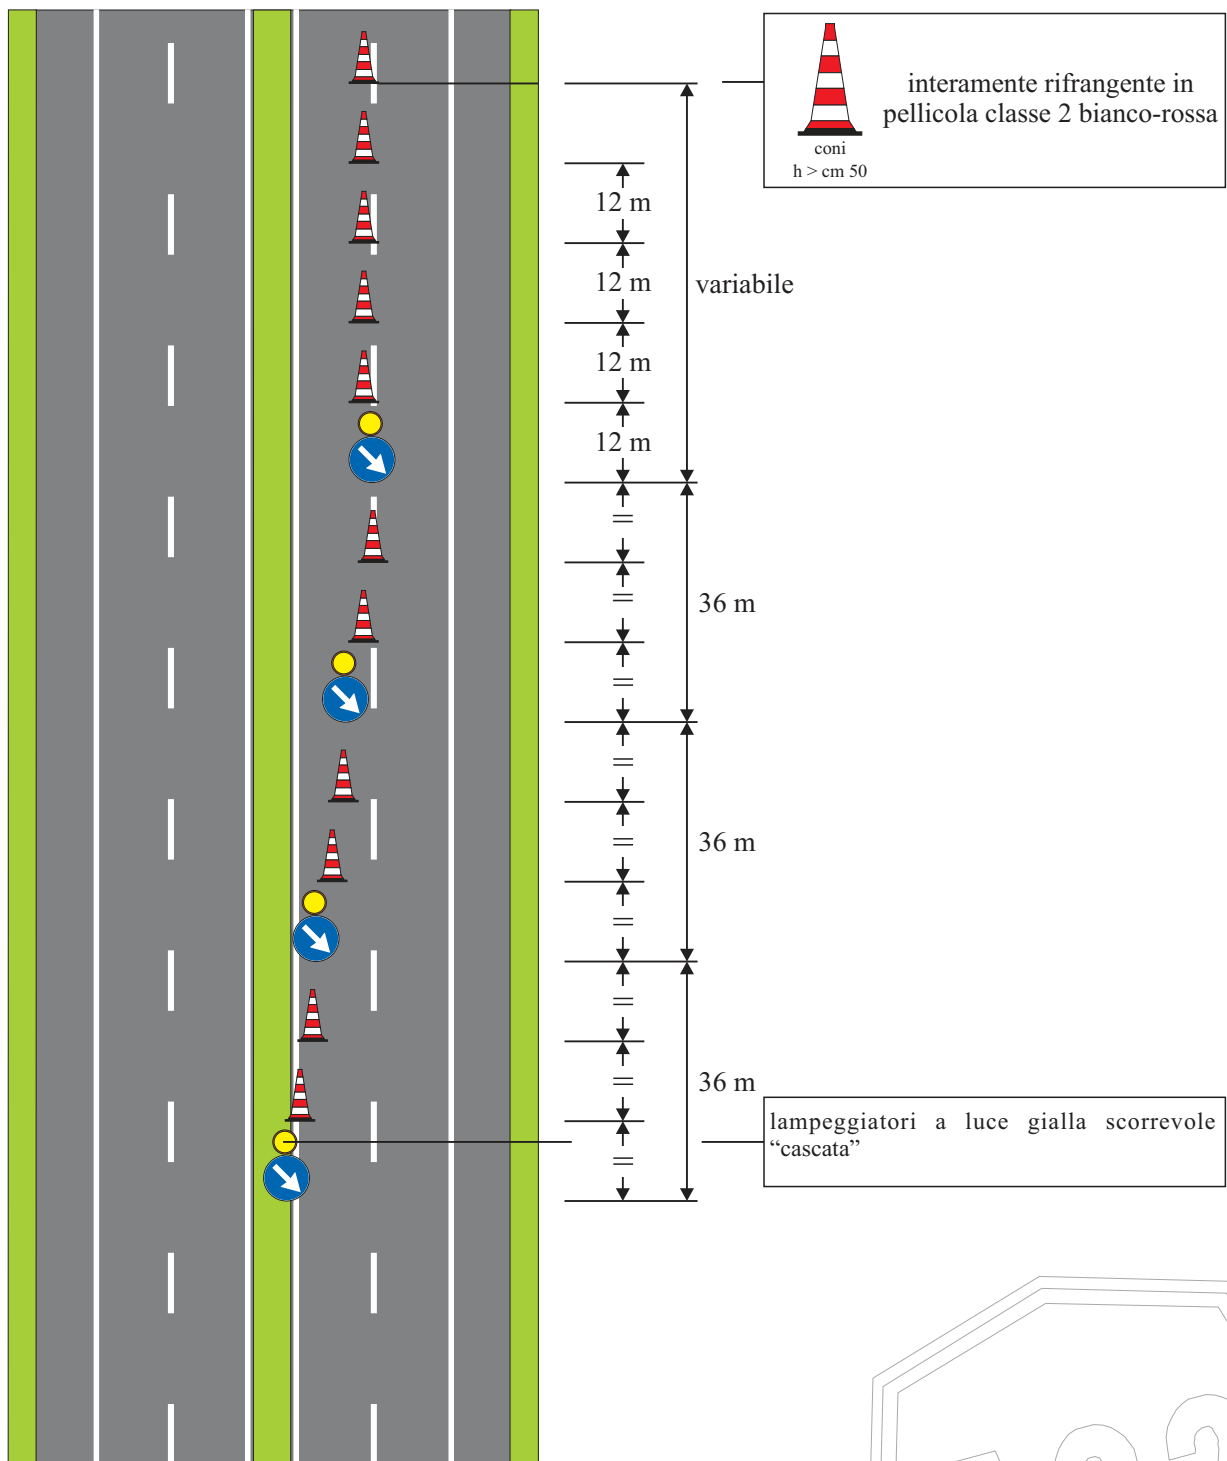 interamente rifrangente in
pellicola classe 2 bianco-rossa
coni
h > cm 50
12 m
12 m
variabile
12 m
12 m
=
=
36 m
=
=
=
36 m
=
=
=
36 m
=
lampeggiatori a luce gialla scorrevole
“cascata”